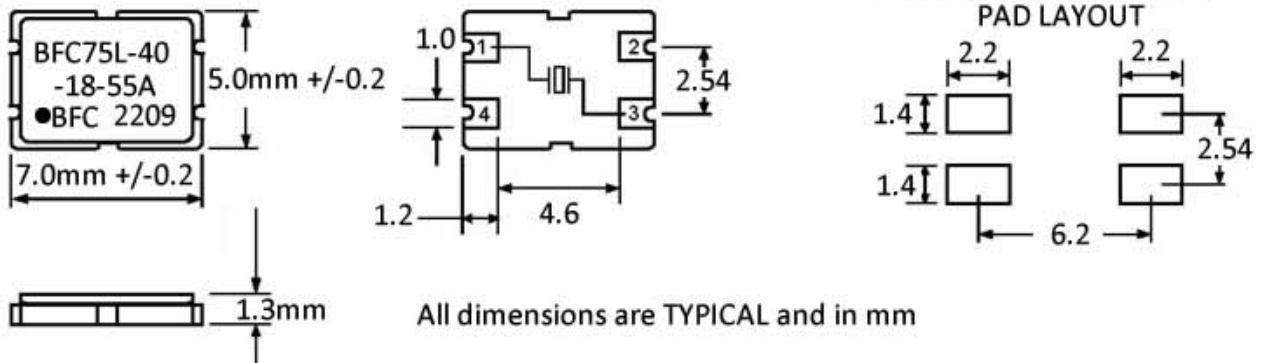 BFC75L-40
-18-55A
●BFC 2209
5.0mm +/-0.2
7.0mm +/-0.2
1.3mm
1.0
1
2
4
3
2.54
1.2
4.6
All dimensions are TYPICAL and in mm
PAD LAYOUT
2.2
2.2
1.4
1.4
2.54
6.2